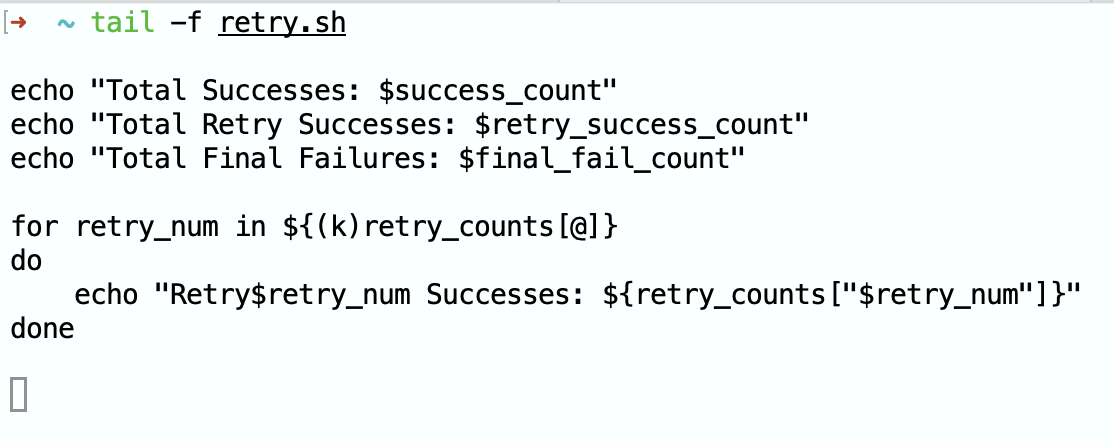 [➜ ~ tail -f retry.sh
echo "Total Successes: $success_count"
echo "Total Retry Successes: $retry_success_count"
echo "Total Final Failures: $final_fail_count"
for retry_num in ${(k)retry_counts[@]}
do
    echo "Retry$retry_num Successes: ${retry_counts["$retry_num"]}"
done